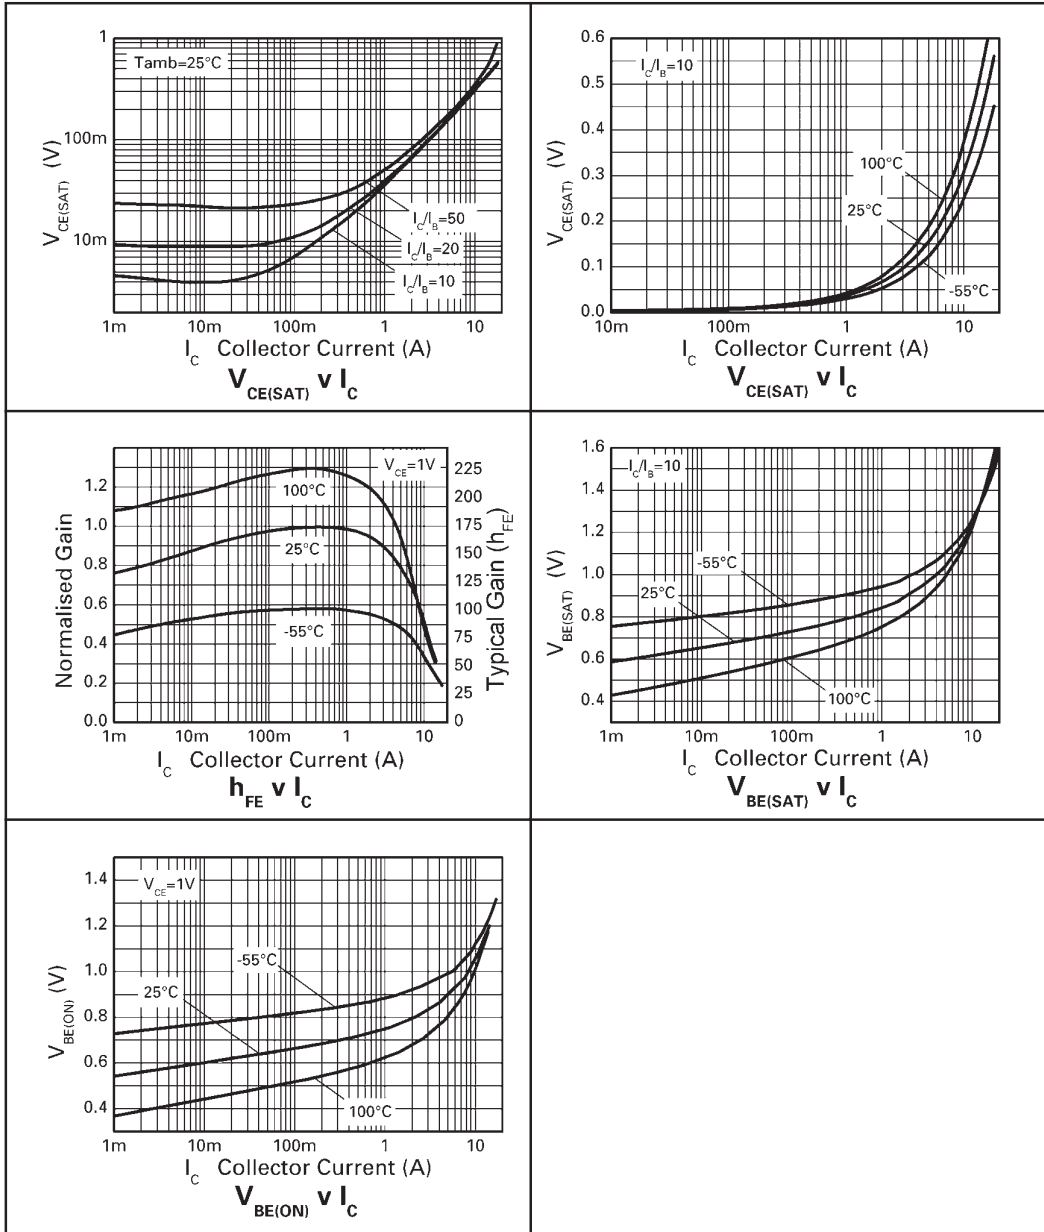 1
Tamb=25°C
100m
V_CE(SAT) (V)
10m
I_C/I_B=50
I_C/I_B=20
I_C/I_B=10
1m 10m 100m 1 10
I_C Collector Current (A)
V_CE(SAT) v I_C
0.6
I_C/I_B=10
0.5
0.4
0.3
0.2
0.1
0.0
V_CE(SAT) (V)
100°C
25°C
-55°C
10m 100m 1 10
I_C Collector Current (A)
V_CE(SAT) v I_C
1.2
1.0
0.8
0.6
0.4
0.2
0.0
Normalised Gain
V_CE=1V
100°C
25°C
-55°C
225
200
175
150
125
100
75
50
25
0
Typical Gain (h_FE)
1m 10m 100m 1 10
I_C Collector Current (A)
h_FE v I_C
1.6
I_C/I_B=10
1.4
1.2
1.0
0.8
0.6
0.4
V_BE(SAT) (V)
-55°C
25°C
100°C
1m 10m 100m 1 10
I_C Collector Current (A)
V_BE(SAT) v I_C
1.4
V_CE=1V
1.2
1.0
0.8
0.6
0.4
V_BE(ON) (V)
-55°C
25°C
100°C
1m 10m 100m 1 10
I_C Collector Current (A)
V_BE(ON) v I_C